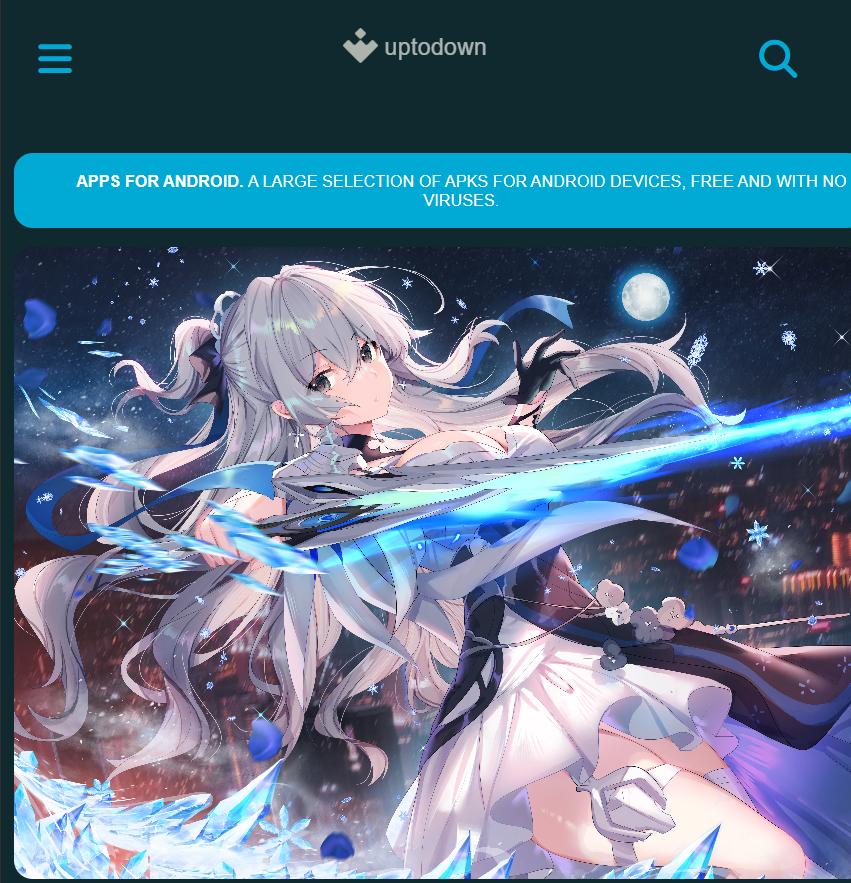 uptodown
APPS FOR ANDROID. A LARGE SELECTION OF APKS FOR ANDROID DEVICES, FREE AND WITH NO
VIRUSES.